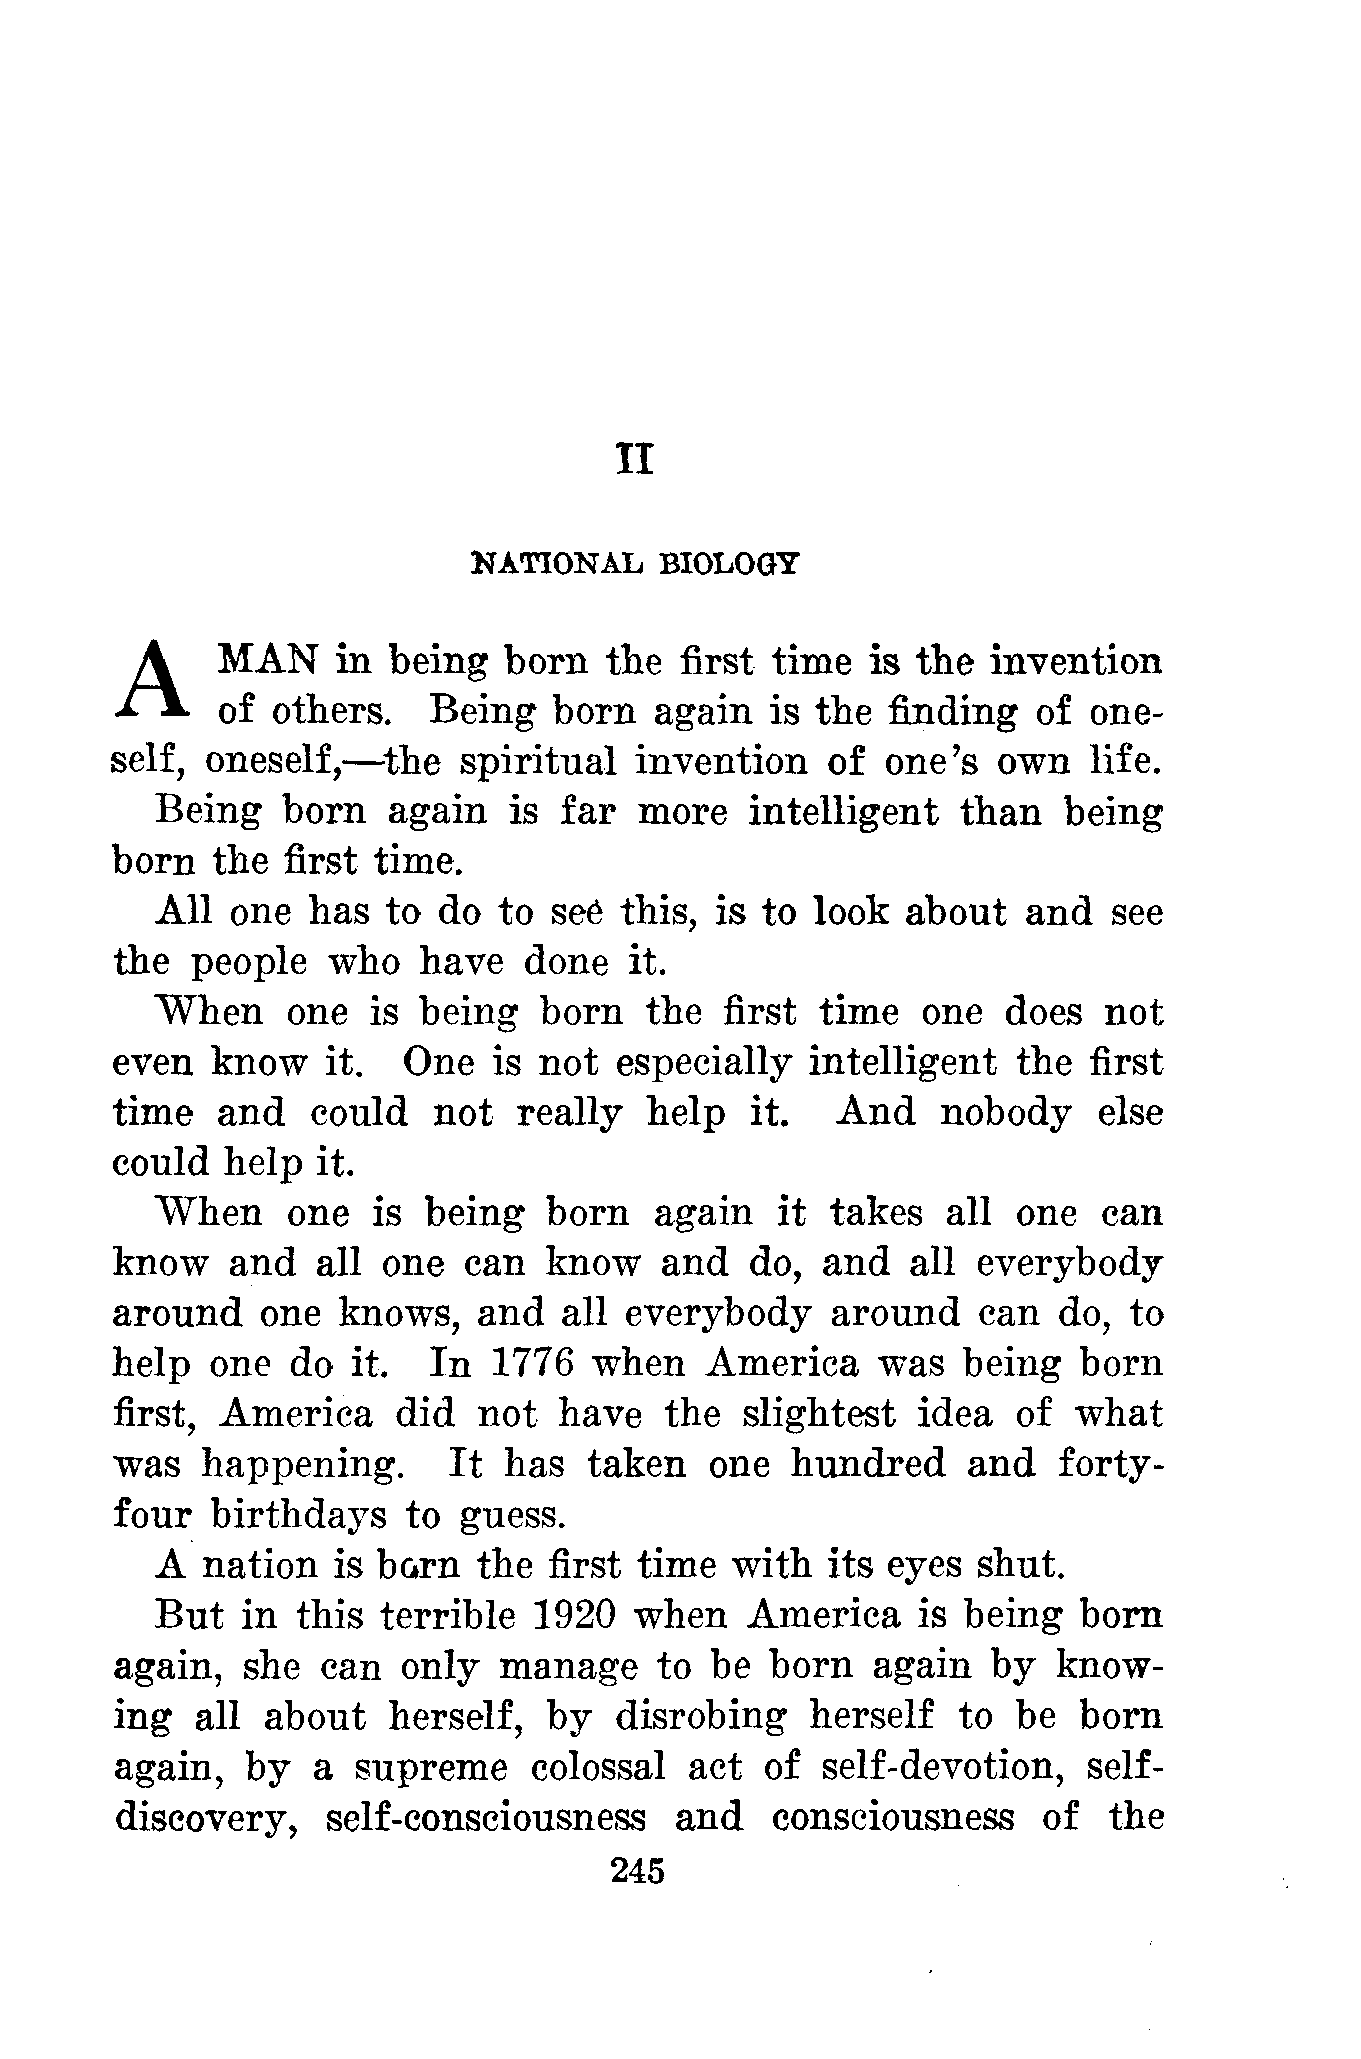 II
NATIONAL BIOLOGY
A MAN in being born the first time is the invention
of others. Being born again is the finding of one-
self, oneself,—the spiritual invention of one's own life.
Being born again is far more intelligent than being
born the first time.
All one has to do to see this, is to look about and see
the people who have done it.
When one is being born the first time one does not
even know it. One is not especially intelligent the first
time and could not really help it. And nobody else
could help it.
When one is being born again it takes all one can
know and all one can know and do, and all everybody
around one knows, and all everybody around can do, to
help one do it. In 1776 when America was being born
first, America did not have the slightest idea of what
was happening. It has taken one hundred and forty-
four birthdays to guess.
A nation is born the first time with its eyes shut.
But in this terrible 1920 when America is being born
again, she can only manage to be born again by know-
ing all about herself, by disrobing herself to be born
again, by a supreme colossal act of self-devotion, self-
discovery, self-consciousness and consciousness of the
245